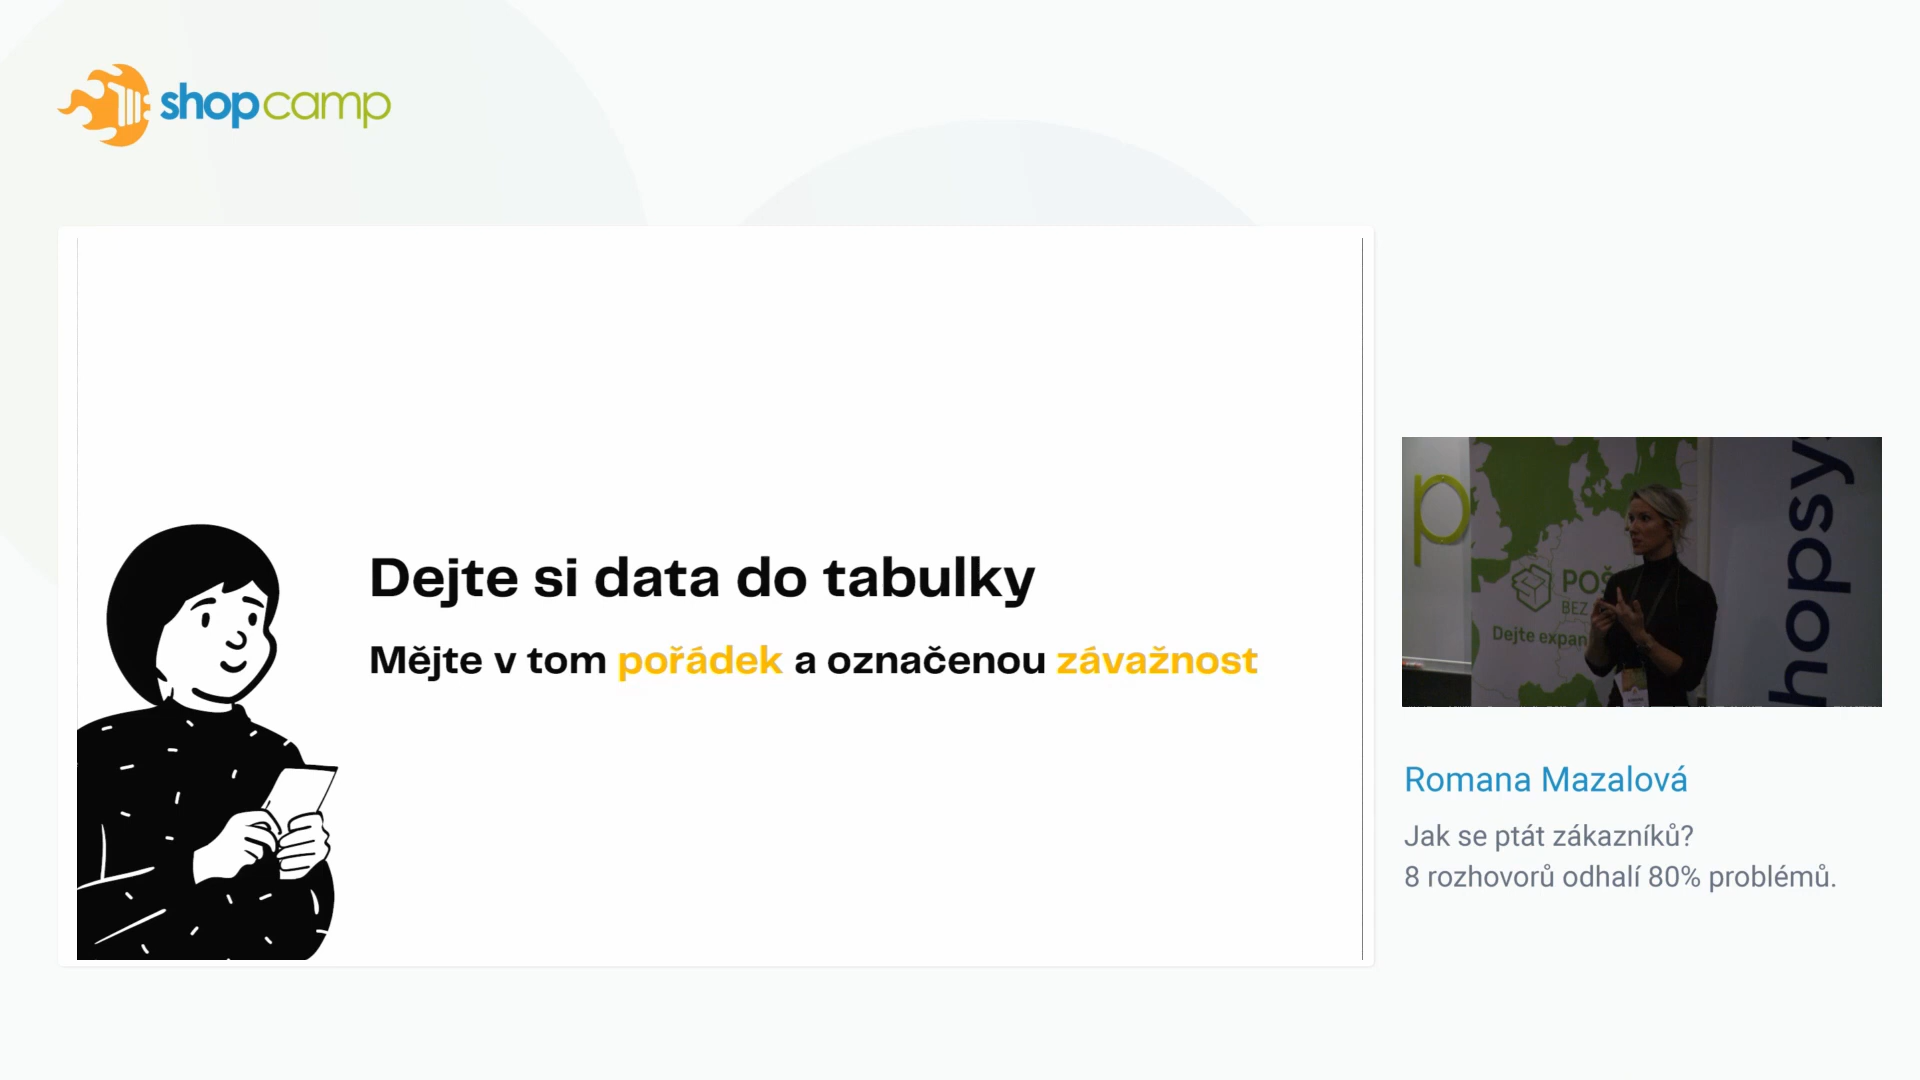 shopcamp
Dejte si data do tabulky
Mějte v tom pořádek a označenou závažnost
p
POŠ
BEZ
Dejte expan
hopsy
Romana Mazalová
Jak se ptát zákazníků?
8 rozhovorů odhalí 80% problémů.